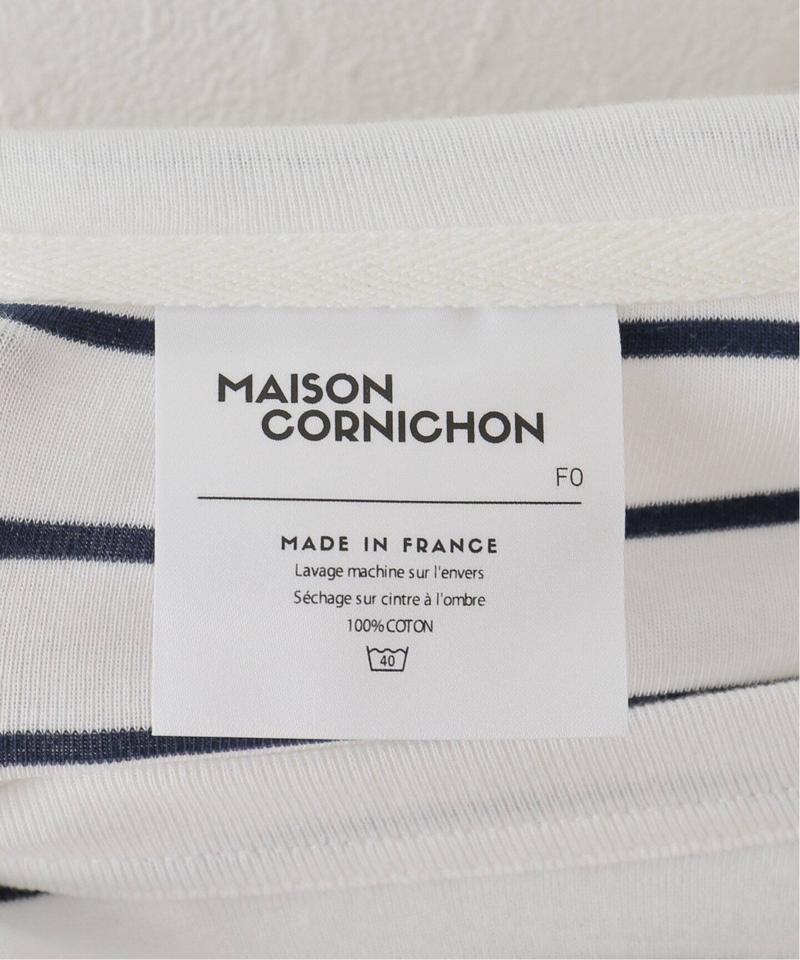 MAISON
CORNICHON
F0
MADE IN FRANCE
Lavage machine sur l'envers
Séchage sur cintre à l'ombre
100% COTON
40